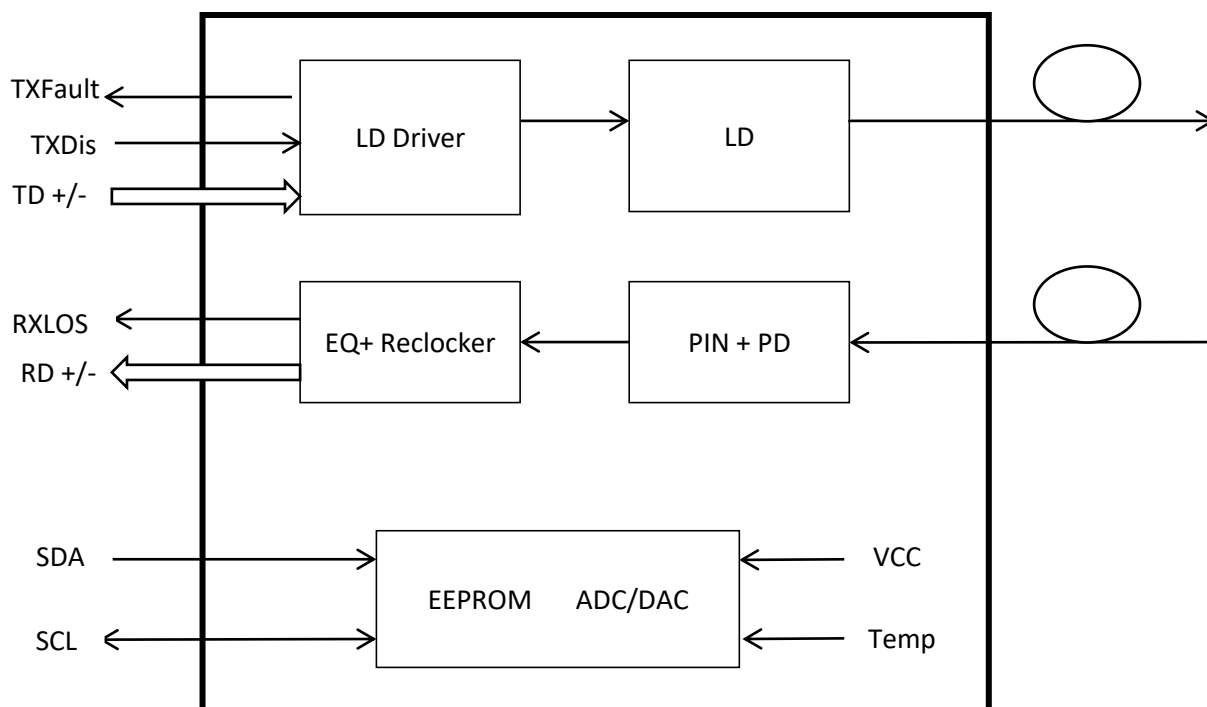 TXFault
TXDis
TD +/-
LD Driver
LD
RXLOS
RD +/-
EQ+ Reclocker
PIN + PD
SDA
SCL
EEPROM ADC/DAC
VCC
Temp